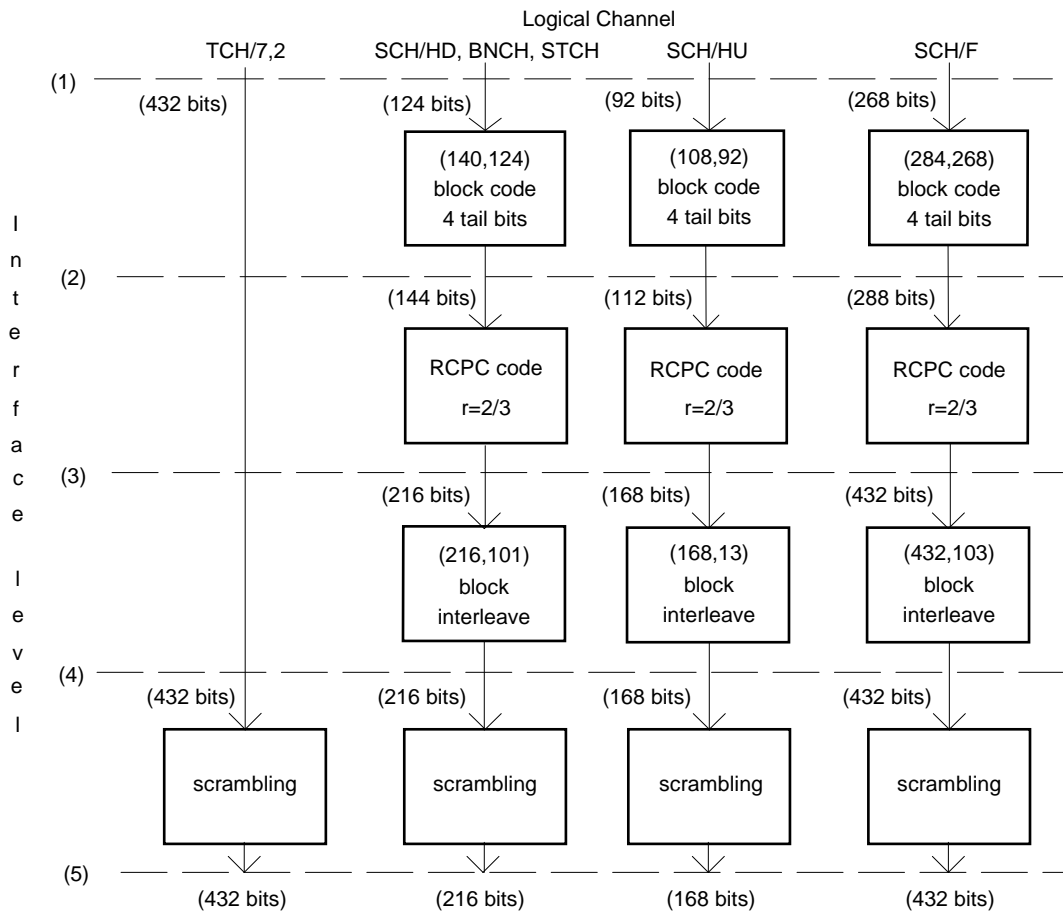 Logical Channel
TCH/7,2 SCH/HD, BNCH, STCH SCH/HU SCH/F
(1)
(432 bits) (124 bits) (92 bits) (268 bits)
(140,124) (108,92) (284,268)
block code block code block code
4 tail bits 4 tail bits 4 tail bits
Interface level
(2)
(144 bits) (112 bits) (288 bits)
RCPC code RCPC code RCPC code
r=2/3 r=2/3 r=2/3
(3)
(216 bits) (168 bits) (432 bits)
(216,101) (168,13) (432,103)
block block block
interleave interleave interleave
(4)
(432 bits) (216 bits) (168 bits) (432 bits)
scrambling scrambling scrambling scrambling
(5)
(432 bits) (216 bits) (168 bits) (432 bits)